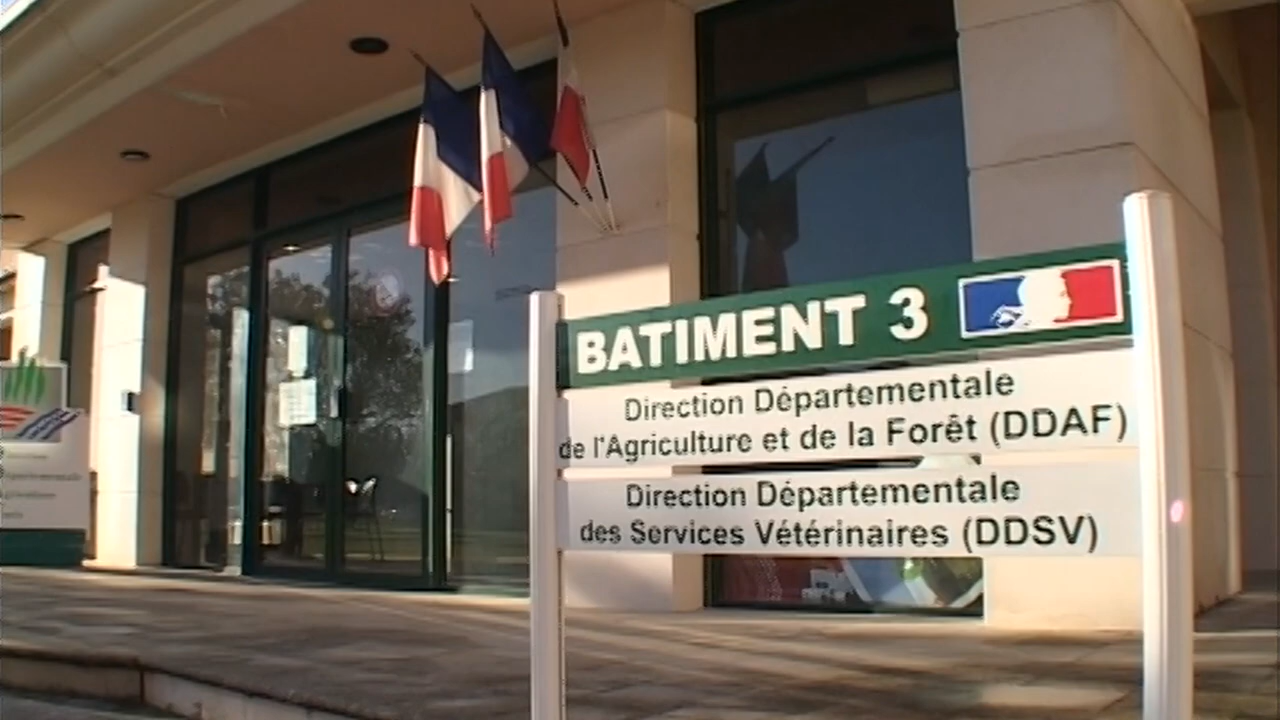 BATIMENT 3
Direction Départementale
de l'Agriculture et de la Forêt (DDAF)
Direction Départementale
des Services Vétérinaires (DDSV)